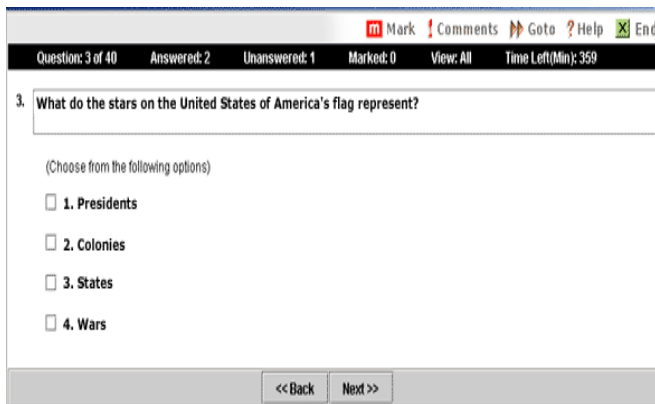 m Mark ! Comments Goto ? Help X End
Question: 3 of 40 Answered: 2 Unanswered: 1 Marked: 0 View: All Time Left(Min): 359
3. What do the stars on the United States of America's flag represent?
(Choose from the following options)
1. Presidents
2. Colonies
3. States
4. Wars
<< Back Next >>